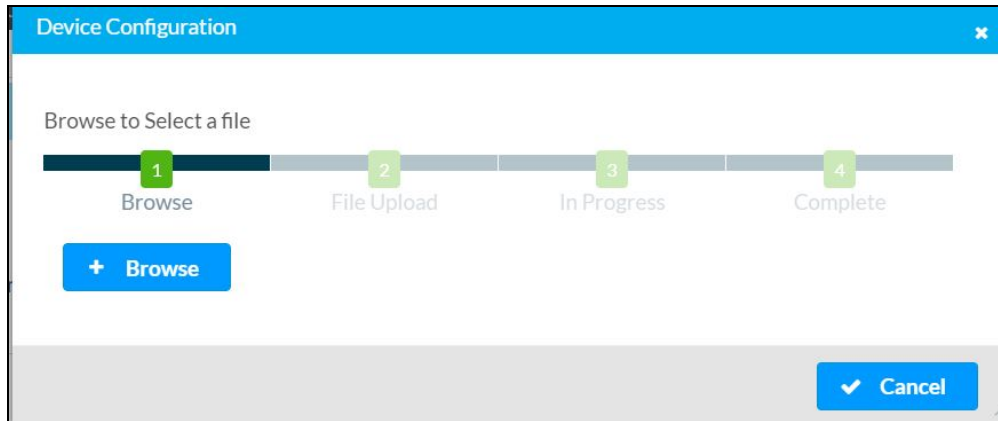 Device Configuration
Browse to Select a file
1 2 3 4
Browse File Upload In Progress Complete
+ Browse
Cancel